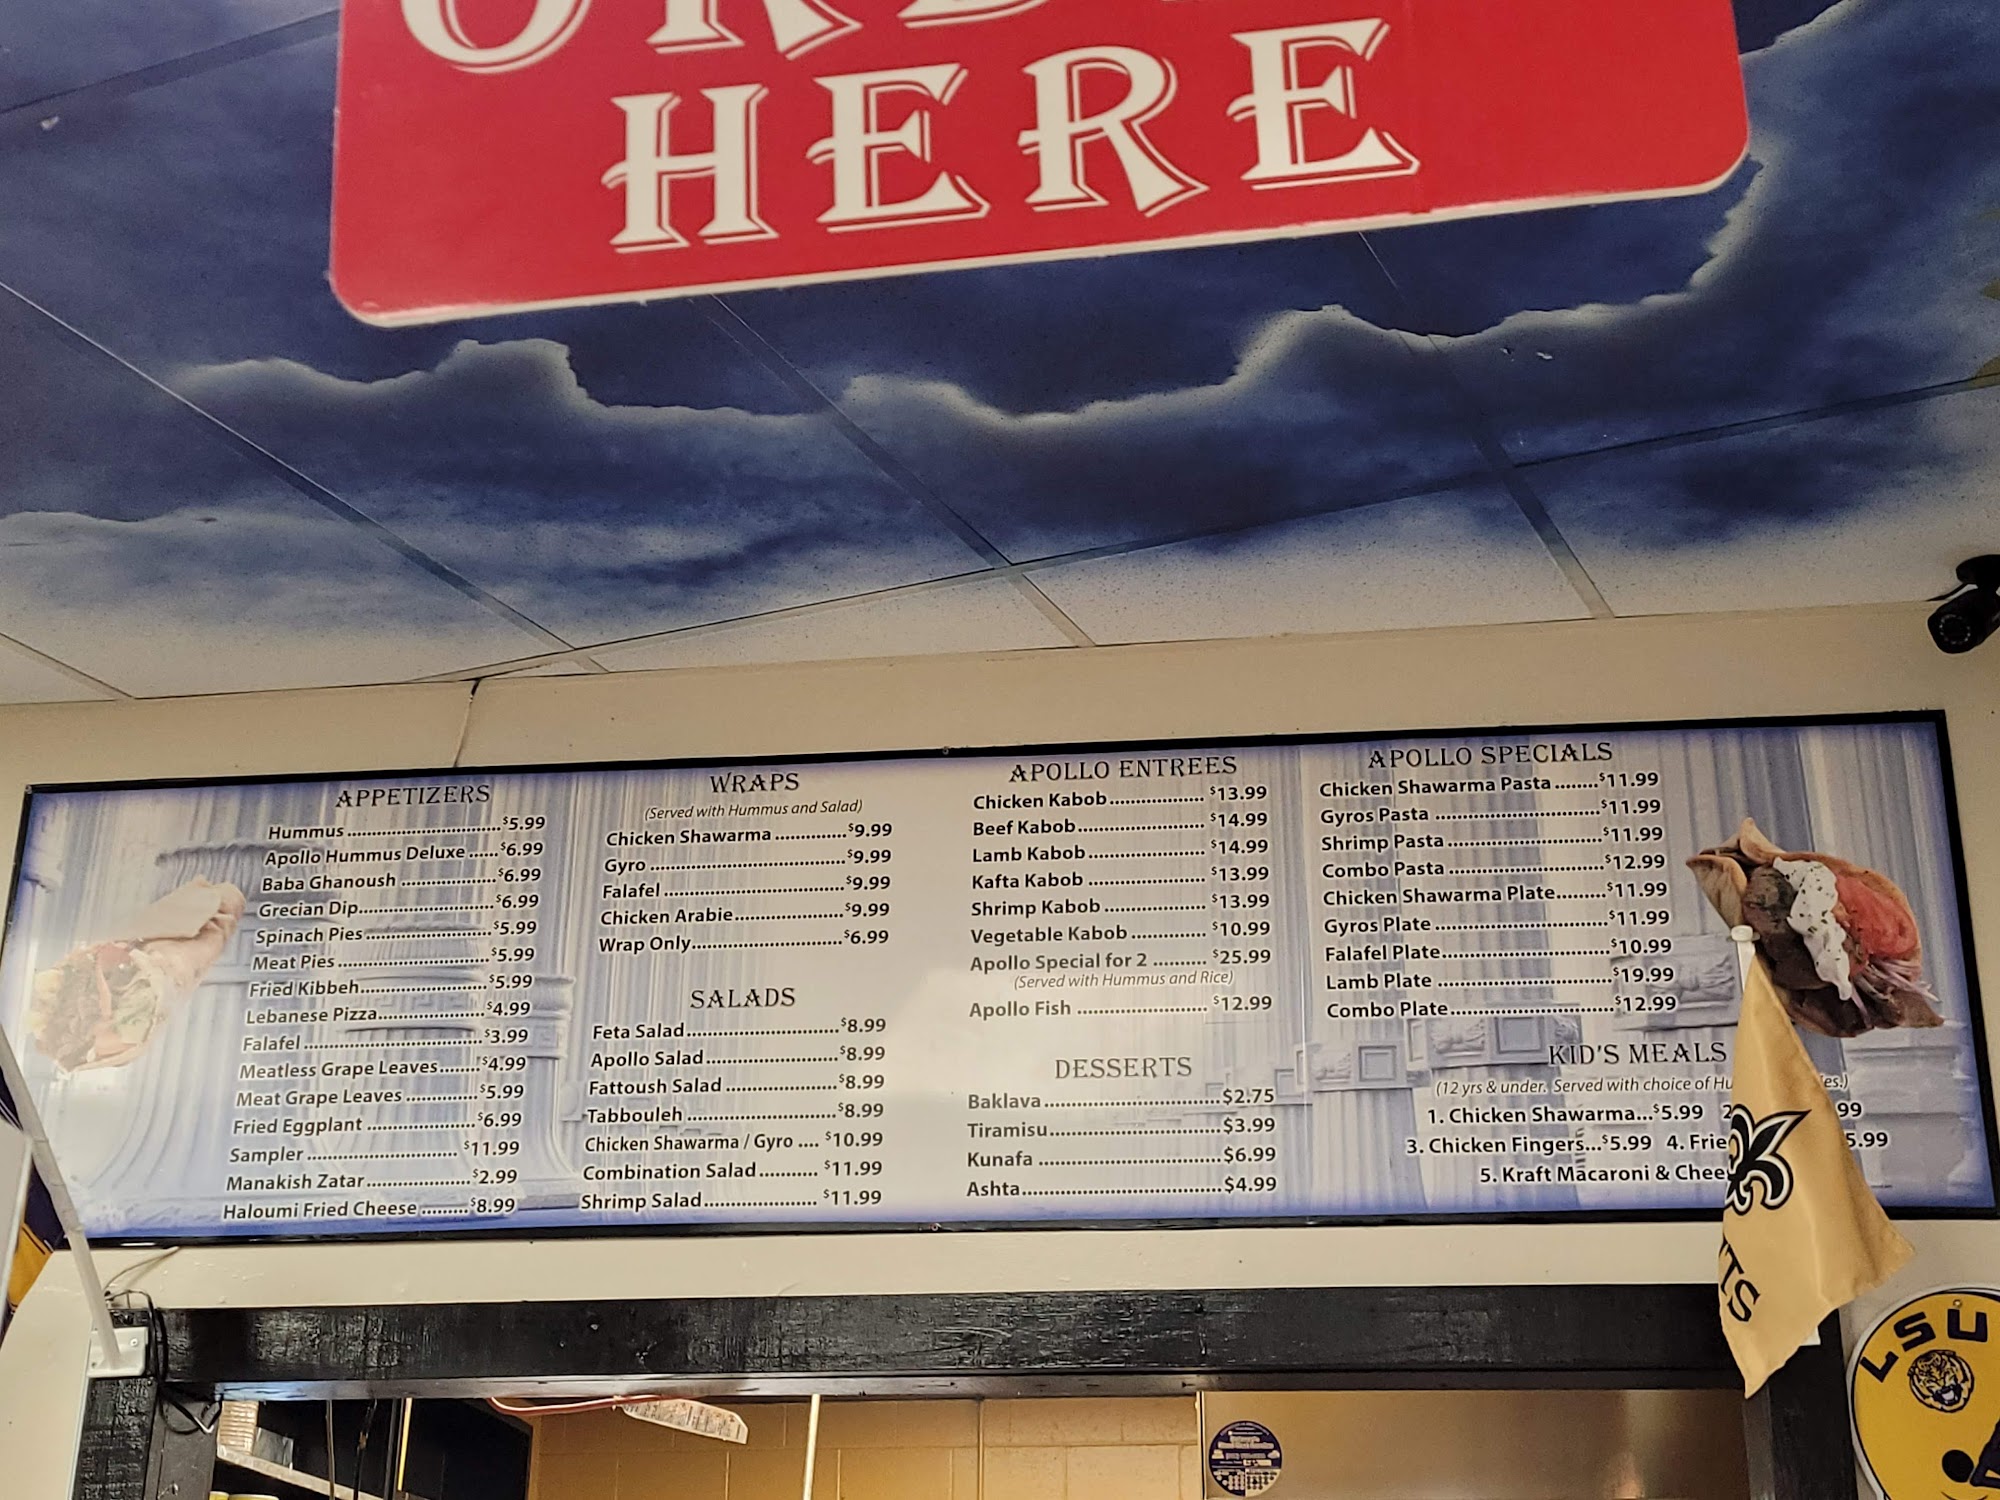 HERE
APPETIZERS
Hummus ..............................$5.99
Apollo Hummus Deluxe ......$6.99
Baba Ghanoush ...................$6.99
Grecian Dip...........................$6.99
Spinach Pies.........................$5.99
Meat Pies ..............................$5.99
Fried Kibbeh.........................$5.99
Lebanese Pizza.....................$4.99
Falafel ...................................$3.99
Meatless Grape Leaves........$4.99
Meat Grape Leaves ..............$5.99
Fried Eggplant .....................$6.99
Sampler ............................. $11.99
Manakish Zatar....................$2.99
Haloumi Fried Cheese .........$8.99
WRAPS
(Served with Hummus and Salad)
Chicken Shawarma .............$9.99
Gyro ......................................$9.99
Falafel ...................................$9.99
Chicken Arabie.....................$9.99
Wrap Only.............................$6.99
SALADS
Feta Salad.............................$8.99
Apollo Salad.........................$8.99
Fattoush Salad .....................$8.99
Tabbouleh ............................$8.99
Chicken Shawarma / Gyro .... $10.99
Combination Salad........... $11.99
Shrimp Salad..................... $11.99
APOLLO ENTREES
Chicken Kabob.................. $13.99
Beef Kabob........................ $14.99
Lamb Kabob...................... $14.99
Kafta Kabob ...................... $13.99
Shrimp Kabob ................... $13.99
Vegetable Kabob .............. $10.99
Apollo Special for 2 .......... $25.99
(Served with Hummus and Rice)
Apollo Fish ........................ $12.99
DESSERTS
Baklava ..................................$2.75
Tiramisu.................................$3.99
Kunafa ...................................$6.99
Ashta......................................$4.99
APOLLO SPECIALS
Chicken Shawarma Pasta ........$11.99
Gyros Pasta ..............................$11.99
Shrimp Pasta ............................$11.99
Combo Pasta ............................$12.99
Chicken Shawarma Plate.........$11.99
Gyros Plate ...............................$11.99
Falafel Plate..............................$10.99
Lamb Plate ...............................$19.99
Combo Plate.............................$12.99
KID'S MEALS
(12 yrs & under. Served with choice of
1. Chicken Shawarma...$5.99 2 99
3. Chicken Fingers...$5.99 4. 5.99
5. Kraft Macaroni &
LSU